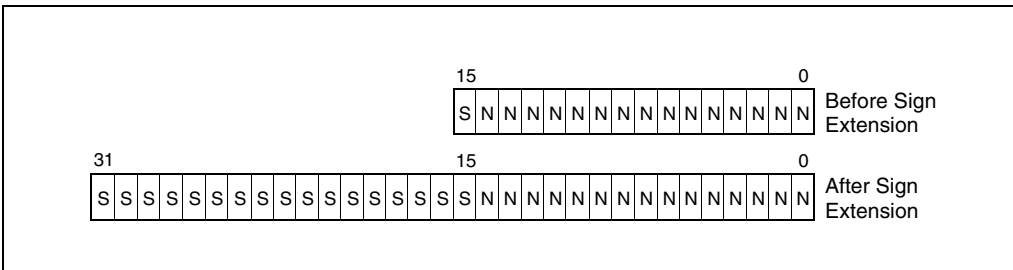 15 0
S N N N N N N N N N N N N N N N Before Sign
Extension
31 15 0
S S S S S S S S S S S S S S S S S N N N N N N N N N N N N N N N After Sign
Extension